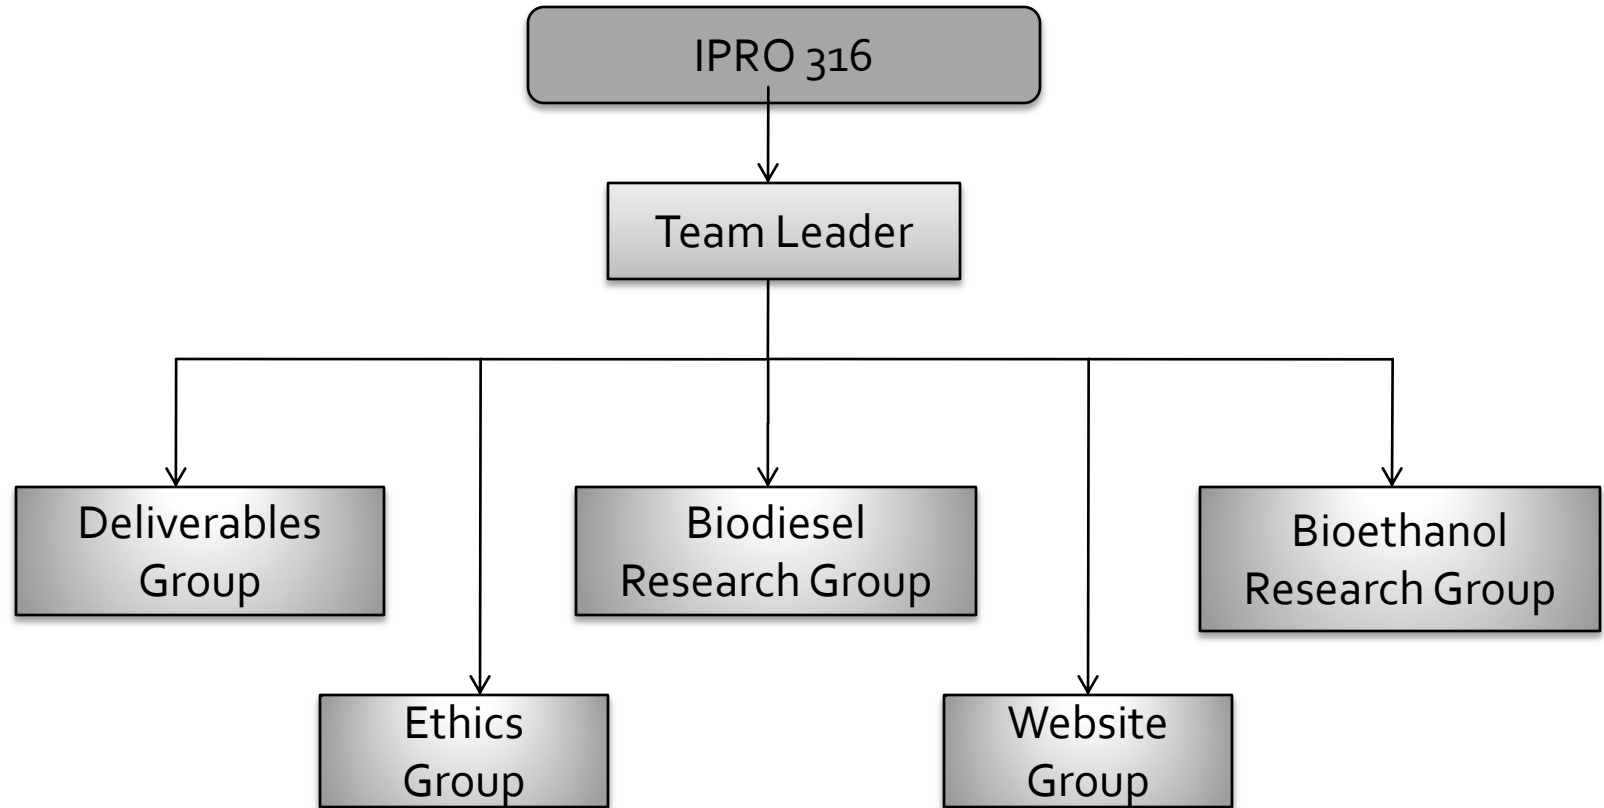 IPRO 316
Team Leader
Deliverables
Group
Biodiesel
Research Group
Bioethanol
Research Group
Ethics
Group
Website
Group